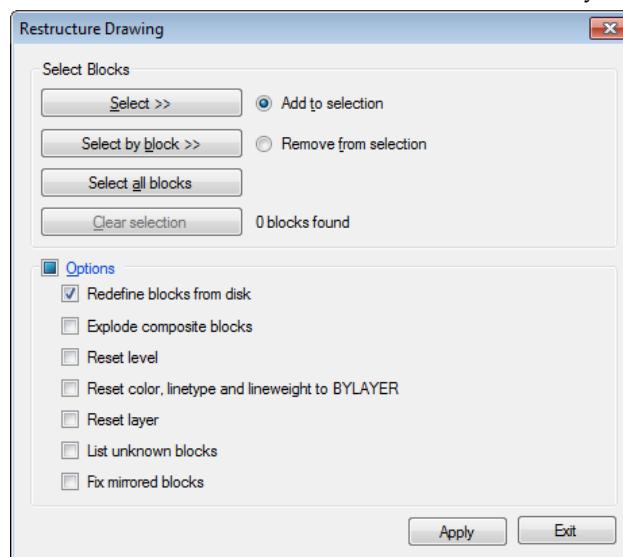 Restructure Drawing
Select Blocks
Select >>
Add to selection
Select by block >>
Remove from selection
Select all blocks
Clear selection
0 blocks found
Options
Redefine blocks from disk
Explode composite blocks
Reset level
Reset color, linetype and lineweight to BYLAYER
Reset layer
List unknown blocks
Fix mirrored blocks
Apply
Exit